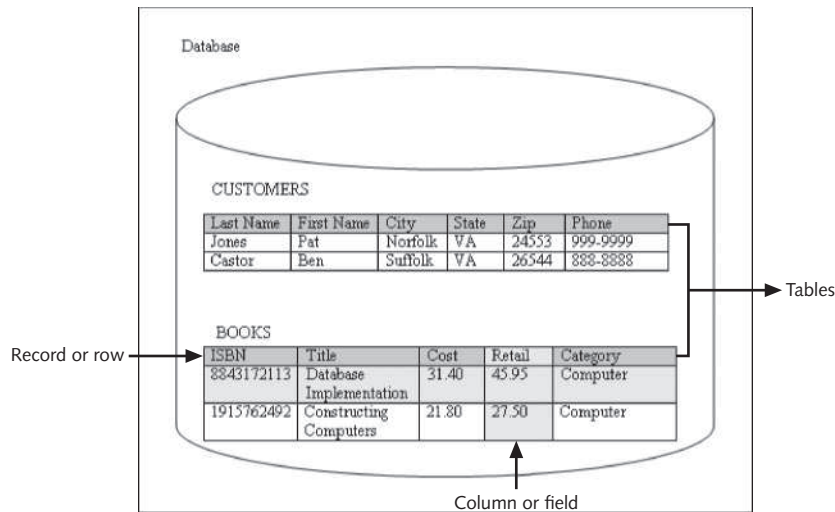 Database
CUSTOMERS
Last Name First Name City State Zip Phone
Jones Pat Norfolk VA 24553 999-9999
Castor Ben Suffolk VA 26544 888-8888
Tables
BOOKS
Record or row
ISBN Title Cost Retail Category
8843172113 Database 31.40 45.95 Computer
Implementation
1915762492 Constructing 21.80 27.50 Computer
Computers
Column or field